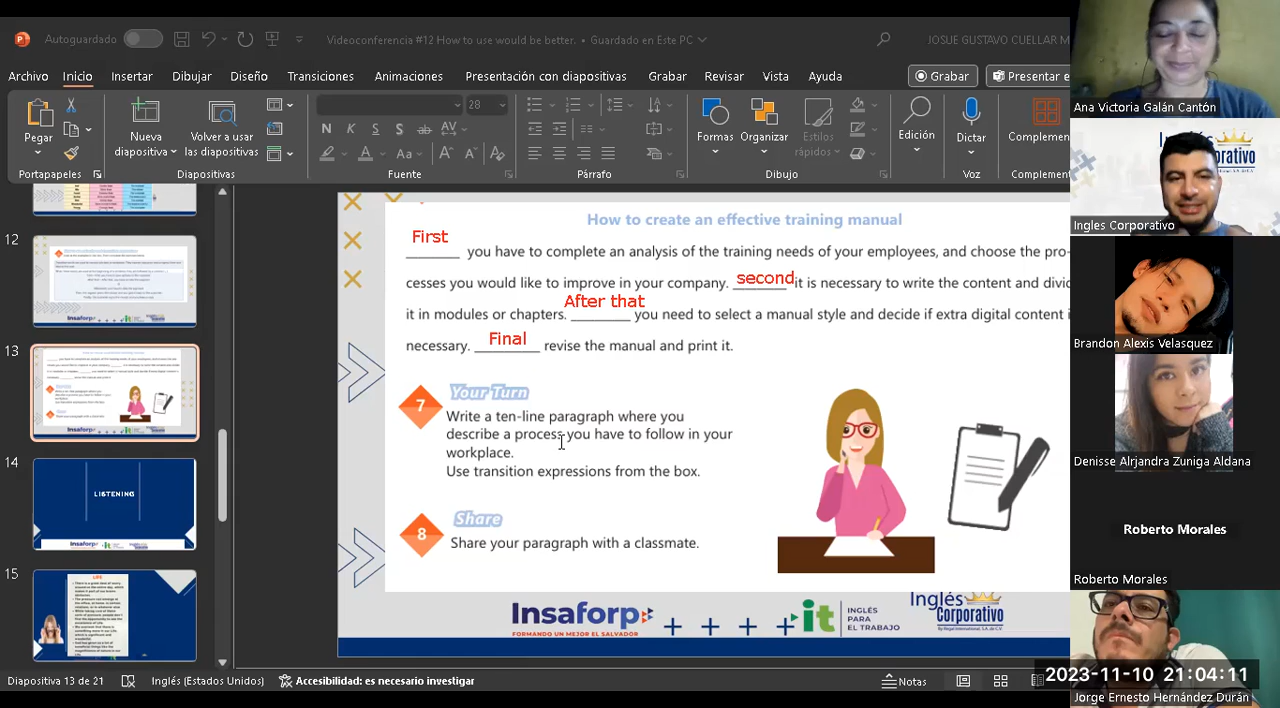 Autoguardado
Videoconferencia #12 How to use would be better. • Guardado en Este PC
JOSUE GUSTAVO CUELLAR M
Archivo Inicio Insertar Dibujar Diseño Transiciones Animaciones Presentación con diapositivas Grabar Revisar Vista Ayuda
Grabar
Presentar e
Pegar
Nueva diapositiva
Volver a usar las diapositivas
28
N K S S ab AV
Aa A A
Formas
Organizar
Estilos rápidos
Edición
Dictar
Complemen
Portapapeles
Diapositivas
Fuente
Párrafo
Dibujo
Voz
Complemen
12
13
14
LISTENING
15
How to create an effective training manual
First
you have to complete an analysis of the training needs of your employees, and choose the pro-
cesses you would like to improve in your company. second it is necessary to write the content and divid
After that
it in modules or chapters. you need to select a manual style and decide if extra digital content i
necessary. Final revise the manual and print it.
7
Your Turn
Write a ten-line paragraph where you
describe a process you have to follow in your
workplace.
Use transition expressions from the box.
8
Share
Share your paragraph with a classmate.
insaforp
FORMANDO UN MEJOR EL SALVADOR
it
INGLÉS
PARA
EL TRABAJO
Inglés
Corporativo
Diapositiva 13 de 21
Inglés (Estados Unidos)
Accesibilidad: es necesario investigar
Notas
Ana Victoria Galán Cantón
Ingles Corporativo
Brandon Alexis Velasquez
Denisse Alrjandra Zuniga Aldana
Roberto Morales
Roberto Morales
2023-11-10 21:04:11
Jorge Ernesto Hernández Durán